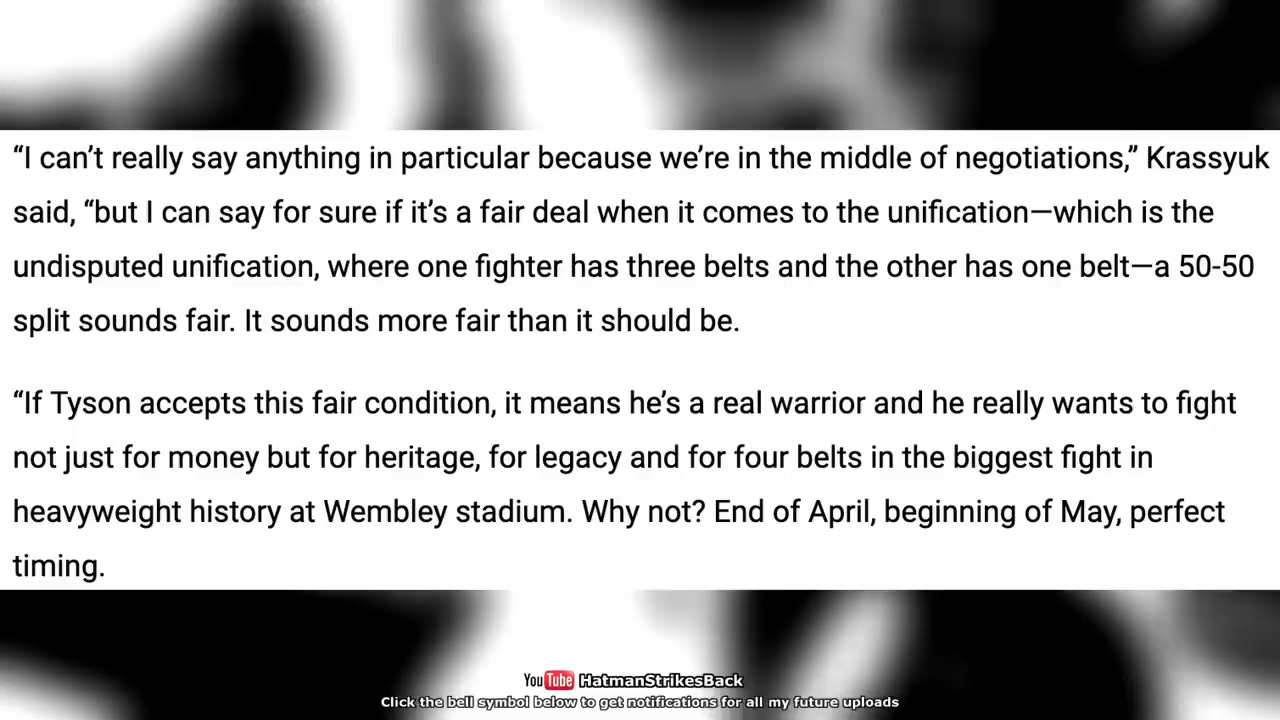 “I can’t really say anything in particular because we’re in the middle of negotiations,” Krassyuk
said, “but I can say for sure if it’s a fair deal when it comes to the unification—which is the
undisputed unification, where one fighter has three belts and the other has one belt—a 50-50
split sounds fair. It sounds more fair than it should be.
“If Tyson accepts this fair condition, it means he’s a real warrior and he really wants to fight
not just for money but for heritage, for legacy and for four belts in the biggest fight in
heavyweight history at Wembley stadium. Why not? End of April, beginning of May, perfect
timing.
YouTube HatmanStrikesBack
Click the bell symbol below to get notifications for all my future uploads